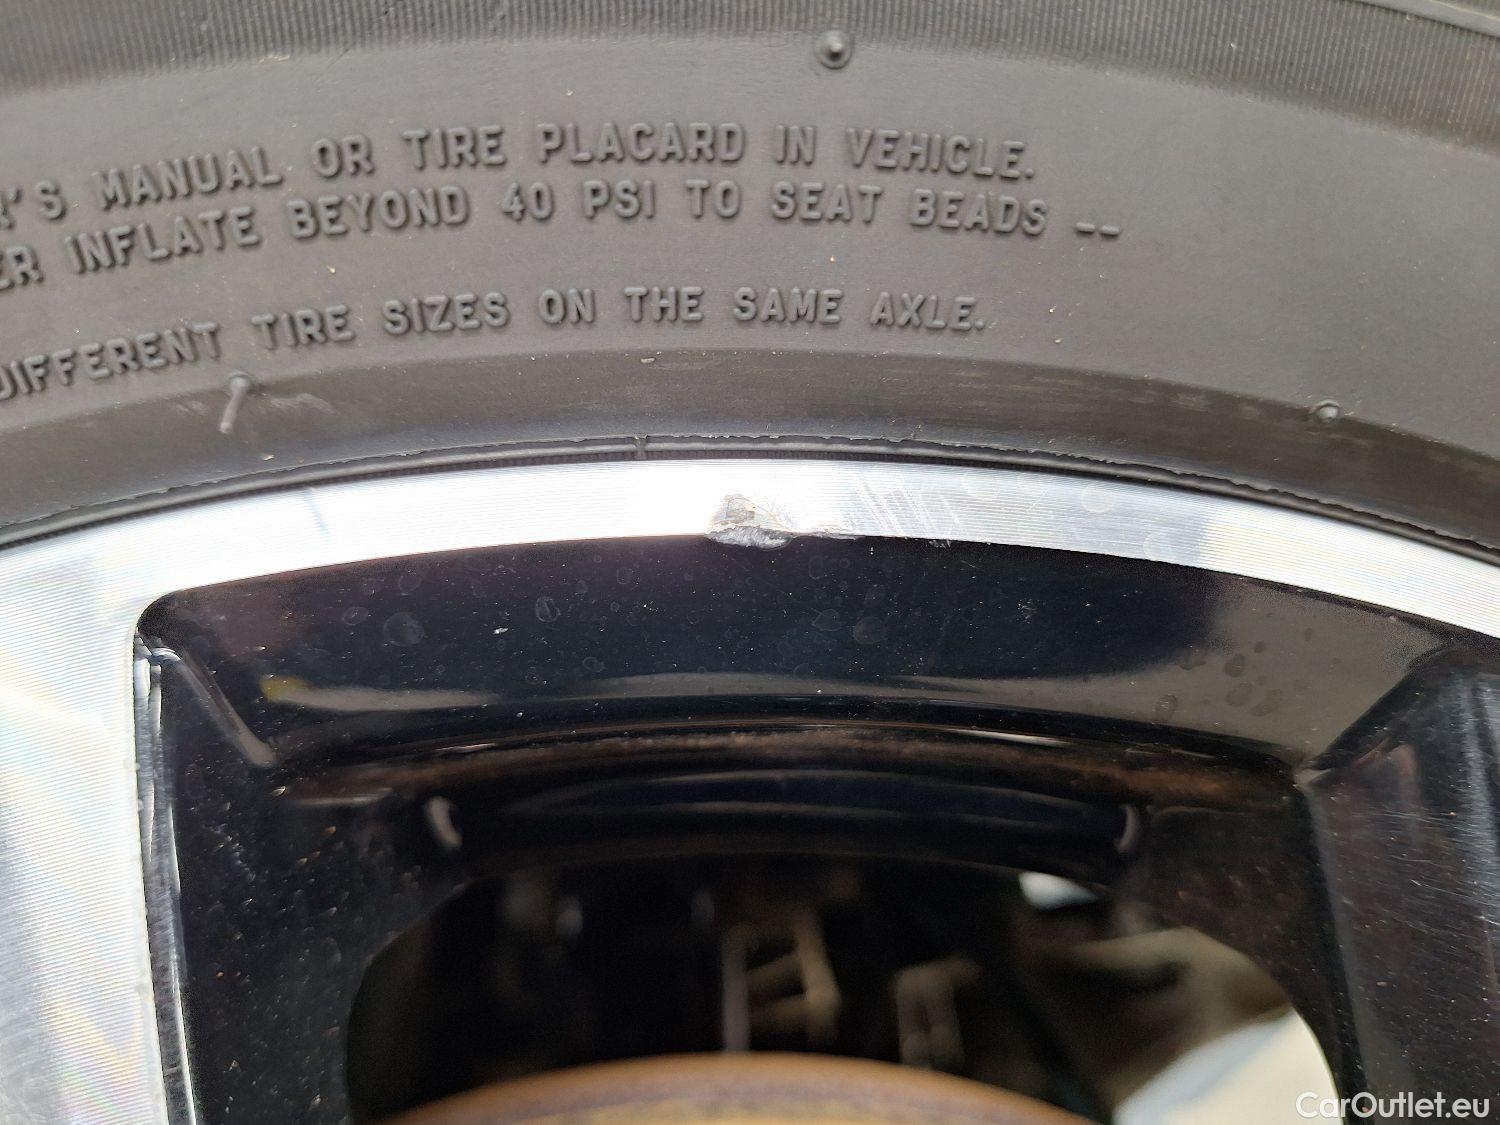 'S MANUAL OR TIRE PLACARD IN VEHICLE.
INFLATE BEYOND 40 PSI TO SEAT BEADS --
DIFFERENT TIRE SIZES ON THE SAME AXLE.
CarOutlet.eu